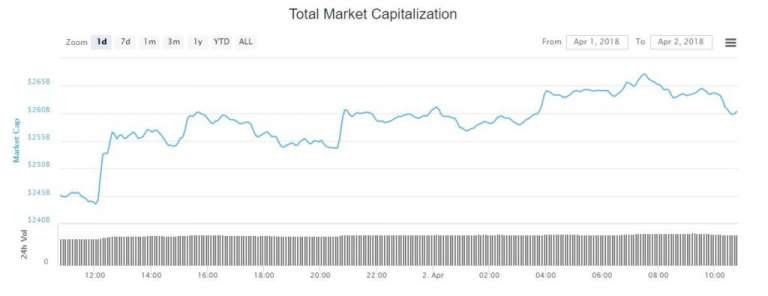 Total Market Capitalization
Zoom 1d 7d 1m 3m 1y YTD ALL From Apr 1, 2018 To Apr 2, 2018
$265B
$260B
$255B
$250B
$245B
$240B
Market Cap
24h Vol
0
12:00 14:00 16:00 18:00 20:00 22:00 2. Apr 02:00 04:00 06:00 08:00 10:00